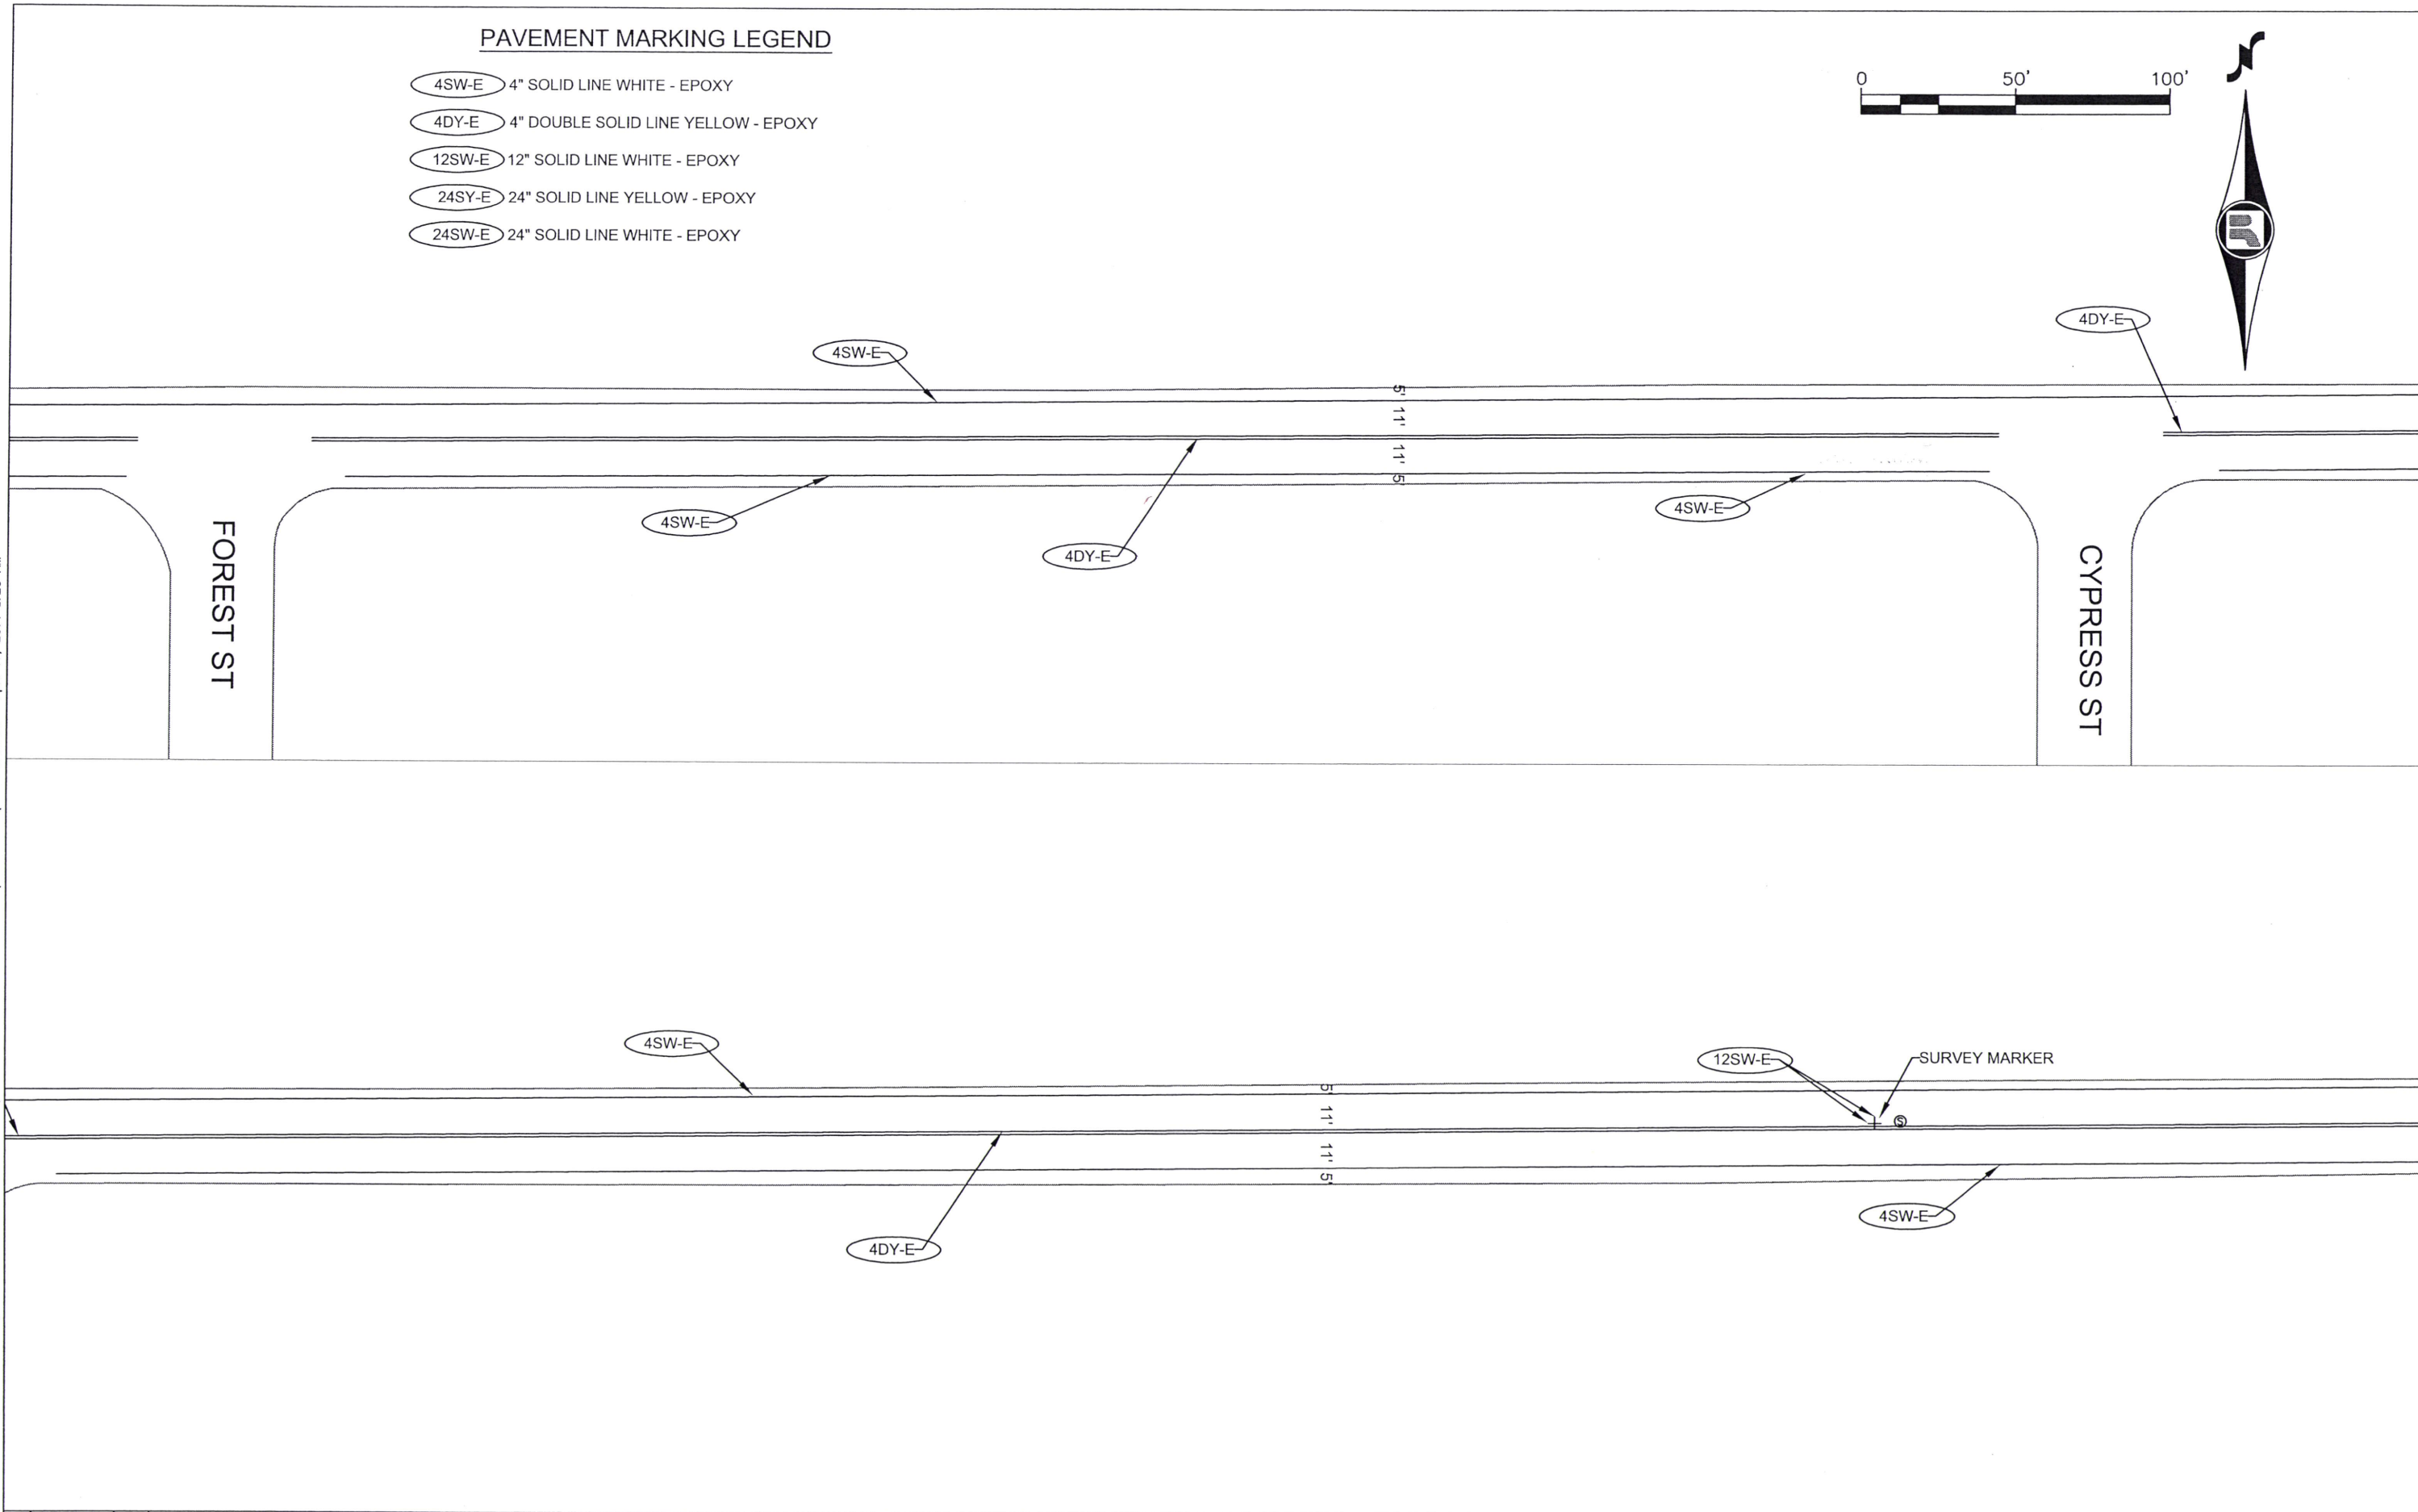 PAVEMENT MARKING LEGEND
4SW-E 4" SOLID LINE WHITE - EPOXY
4DY-E 4" DOUBLE SOLID LINE YELLOW - EPOXY
12SW-E 12" SOLID LINE WHITE - EPOXY
24SY-E 24" SOLID LINE YELLOW - EPOXY
24SW-E 24" SOLID LINE WHITE - EPOXY
0 50' 100'
N
4DY-E
4SW-E
5'
11'
11'
5'
4SW-E
4DY-E
4SW-E
FOREST ST
CYPRESS ST
4SW-E
12SW-E
SURVEY MARKER
5'
11'
11'
5'
S
4DY-E
4SW-E